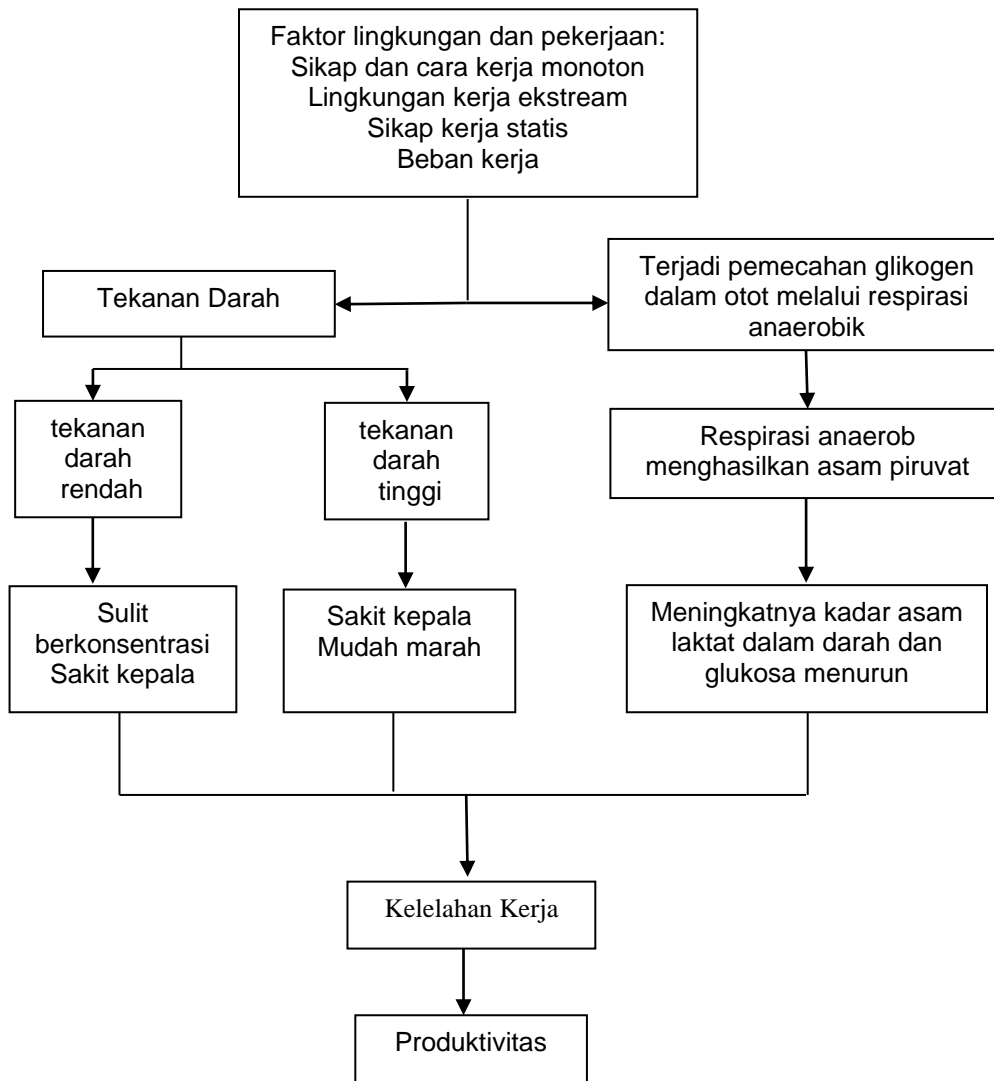 Faktor lingkungan dan pekerjaan:
Sikap dan cara kerja monoton
Lingkungan kerja ekstream
Sikap kerja statis
Beban kerja
Tekanan Darah
Terjadi pemecahan glikogen
dalam otot melalui respirasi
anaerobik
tekanan
darah
rendah
tekanan
darah
tinggi
Respirasi anaerob
menghasilkan asam piruvat
Sulit
berkonsentrasi
Sakit kepala
Sakit kepala
Mudah marah
Meningkatnya kadar asam
laktat dalam darah dan
glukosa menurun
Kelelahan Kerja
Produktivitas